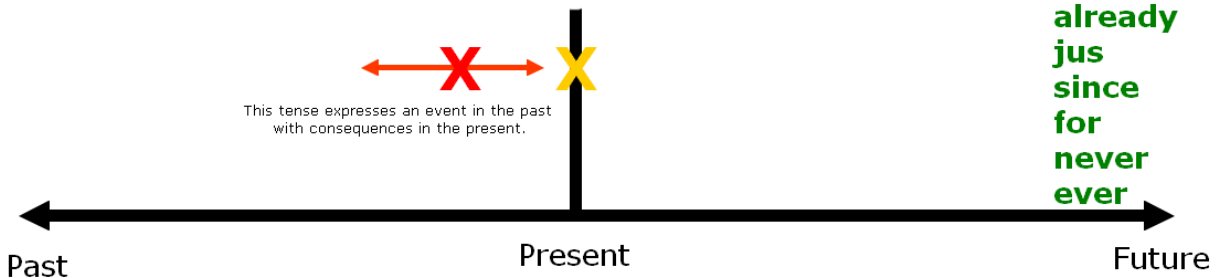 already
jus
since
for
never
ever
X
X
This tense expresses an event in the past
with consequences in the present.
Past
Present
Future